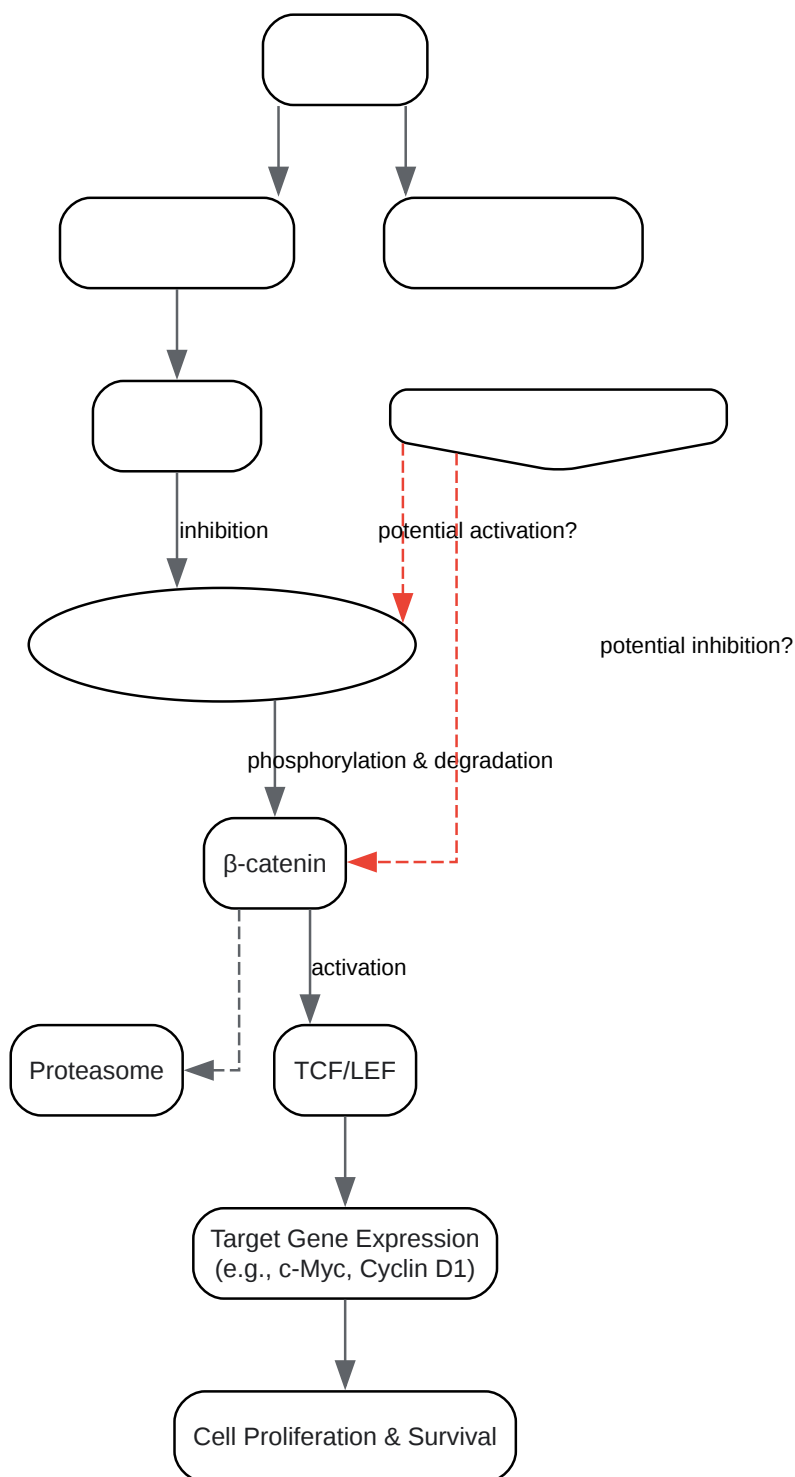 inhibition
potential activation?
potential inhibition?
phosphorylation & degradation
β-catenin
activation
Proteasome
TCF/LEF
Target Gene Expression
(e.g., c-Myc, Cyclin D1)
Cell Proliferation & Survival